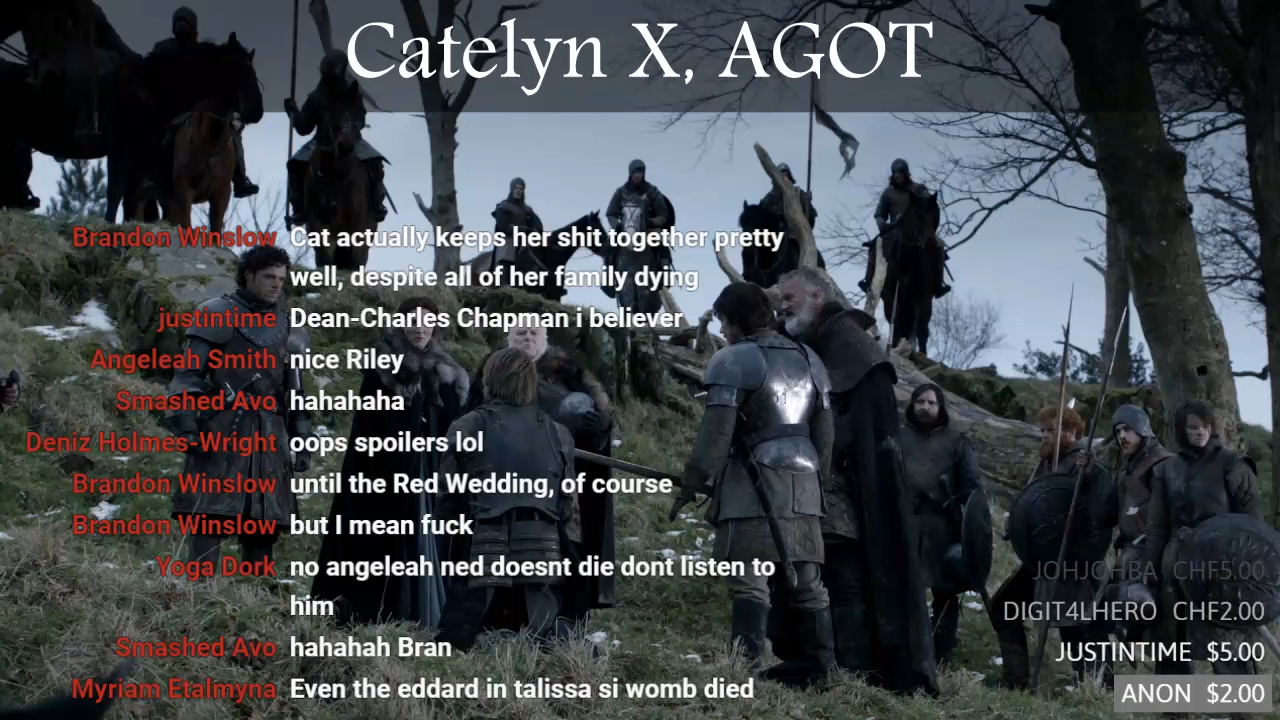 Catelyn X, AGOT
Brandon Winslow Cat actually keeps her shit together pretty
well, despite all of her family dying
justintime Dean-Charles Chapman i believer
Angeleah Smith nice Riley
Smashed Avo hahahaha
Deniz Holmes-Wright oops spoilers lol
Brandon Winslow until the Red Wedding, of course
Brandon Winslow but I mean fuck
Yoga Dork no angeleah ned doesnt die dont listen to
him
Smashed Avo hahahah Bran
Myriam Etalmyna Even the eddard in talissa si womb died
JOHJOHBA CHF5.00
DIGIT4LHERO CHF2.00
JUSTINTIME $5.00
ANON $2.00